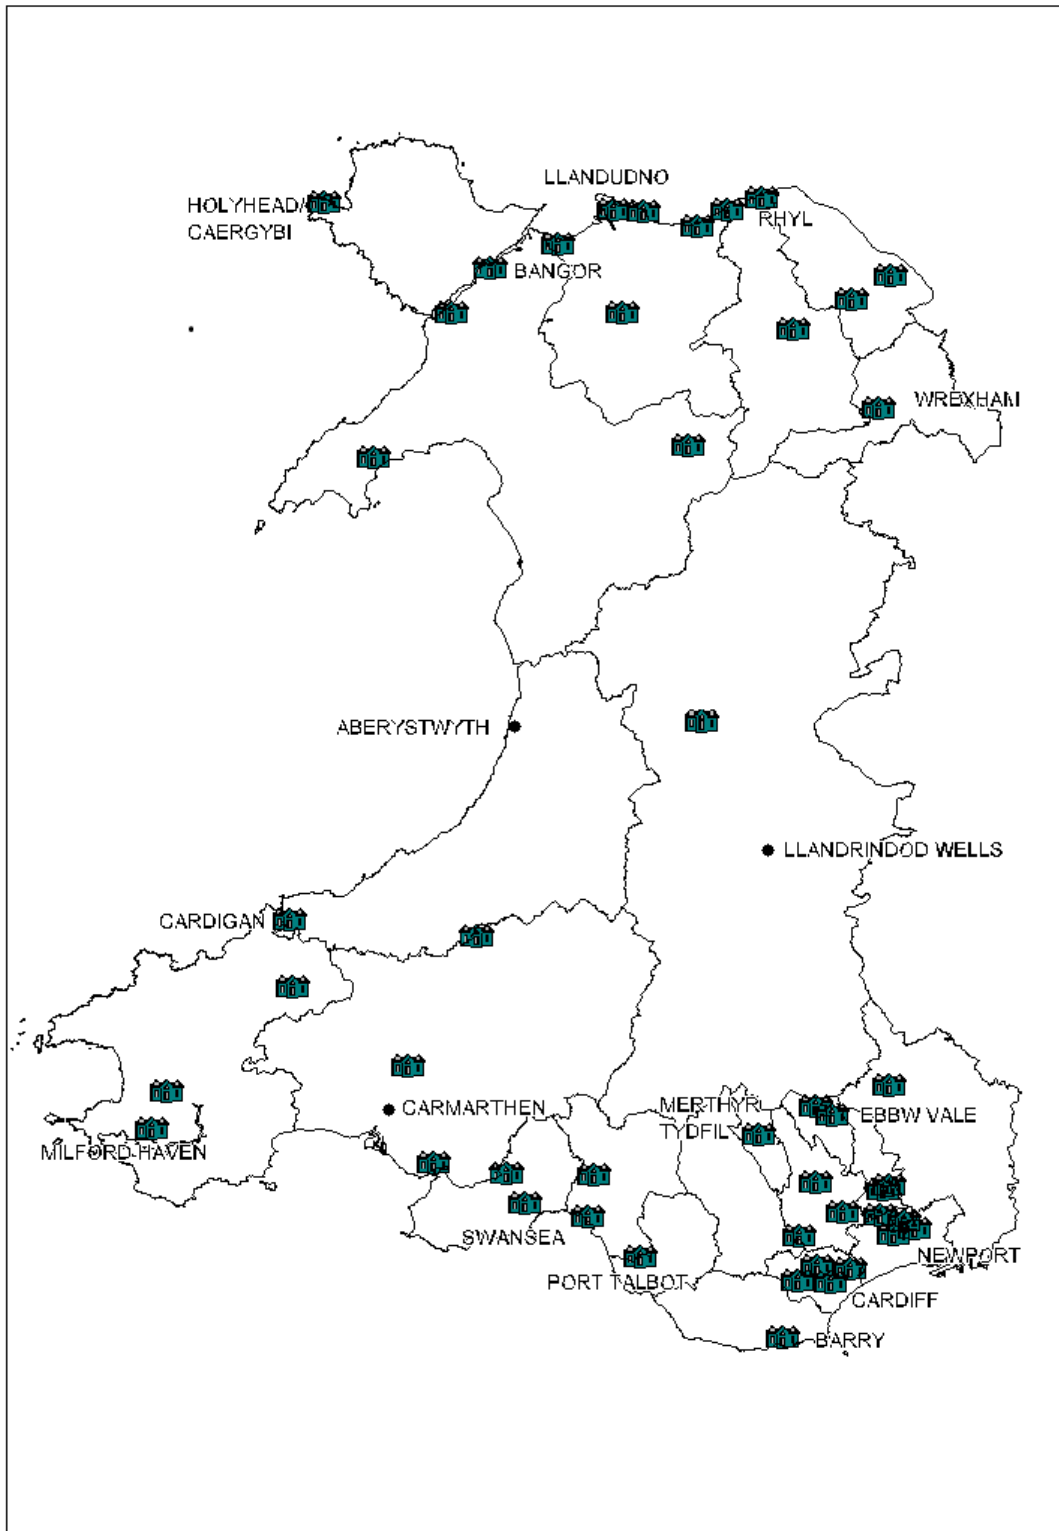 LLANDUDNO
HOLYHEAD/
CAERGYBI
RHYL
BANGOR
WREXHAM
ABERYSTWYTH
LLANDRINDOD WELLS
CARDIGAN
CARMARTHEN
MERTHYR
TYDFIL
EBBW VALE
MILFORD HAVEN
SWANSEA
NEWPORT
PORT TALBOT
CARDIFF
BARRY